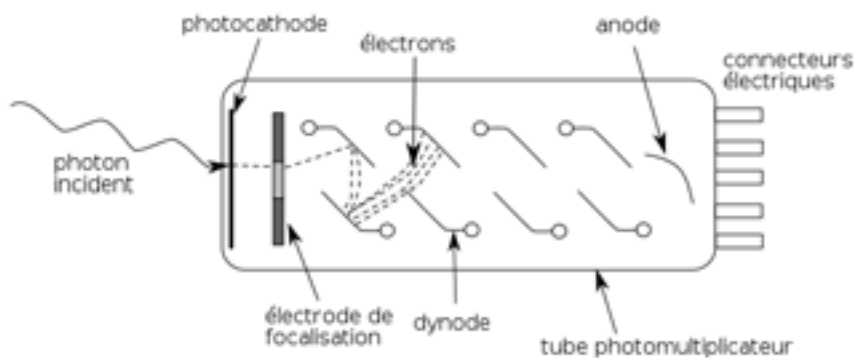 photocathode
électrons
anode
connecteurs
électriques
photon
incident
électrode de
focalisation
dynode
tube photomultiplicateur